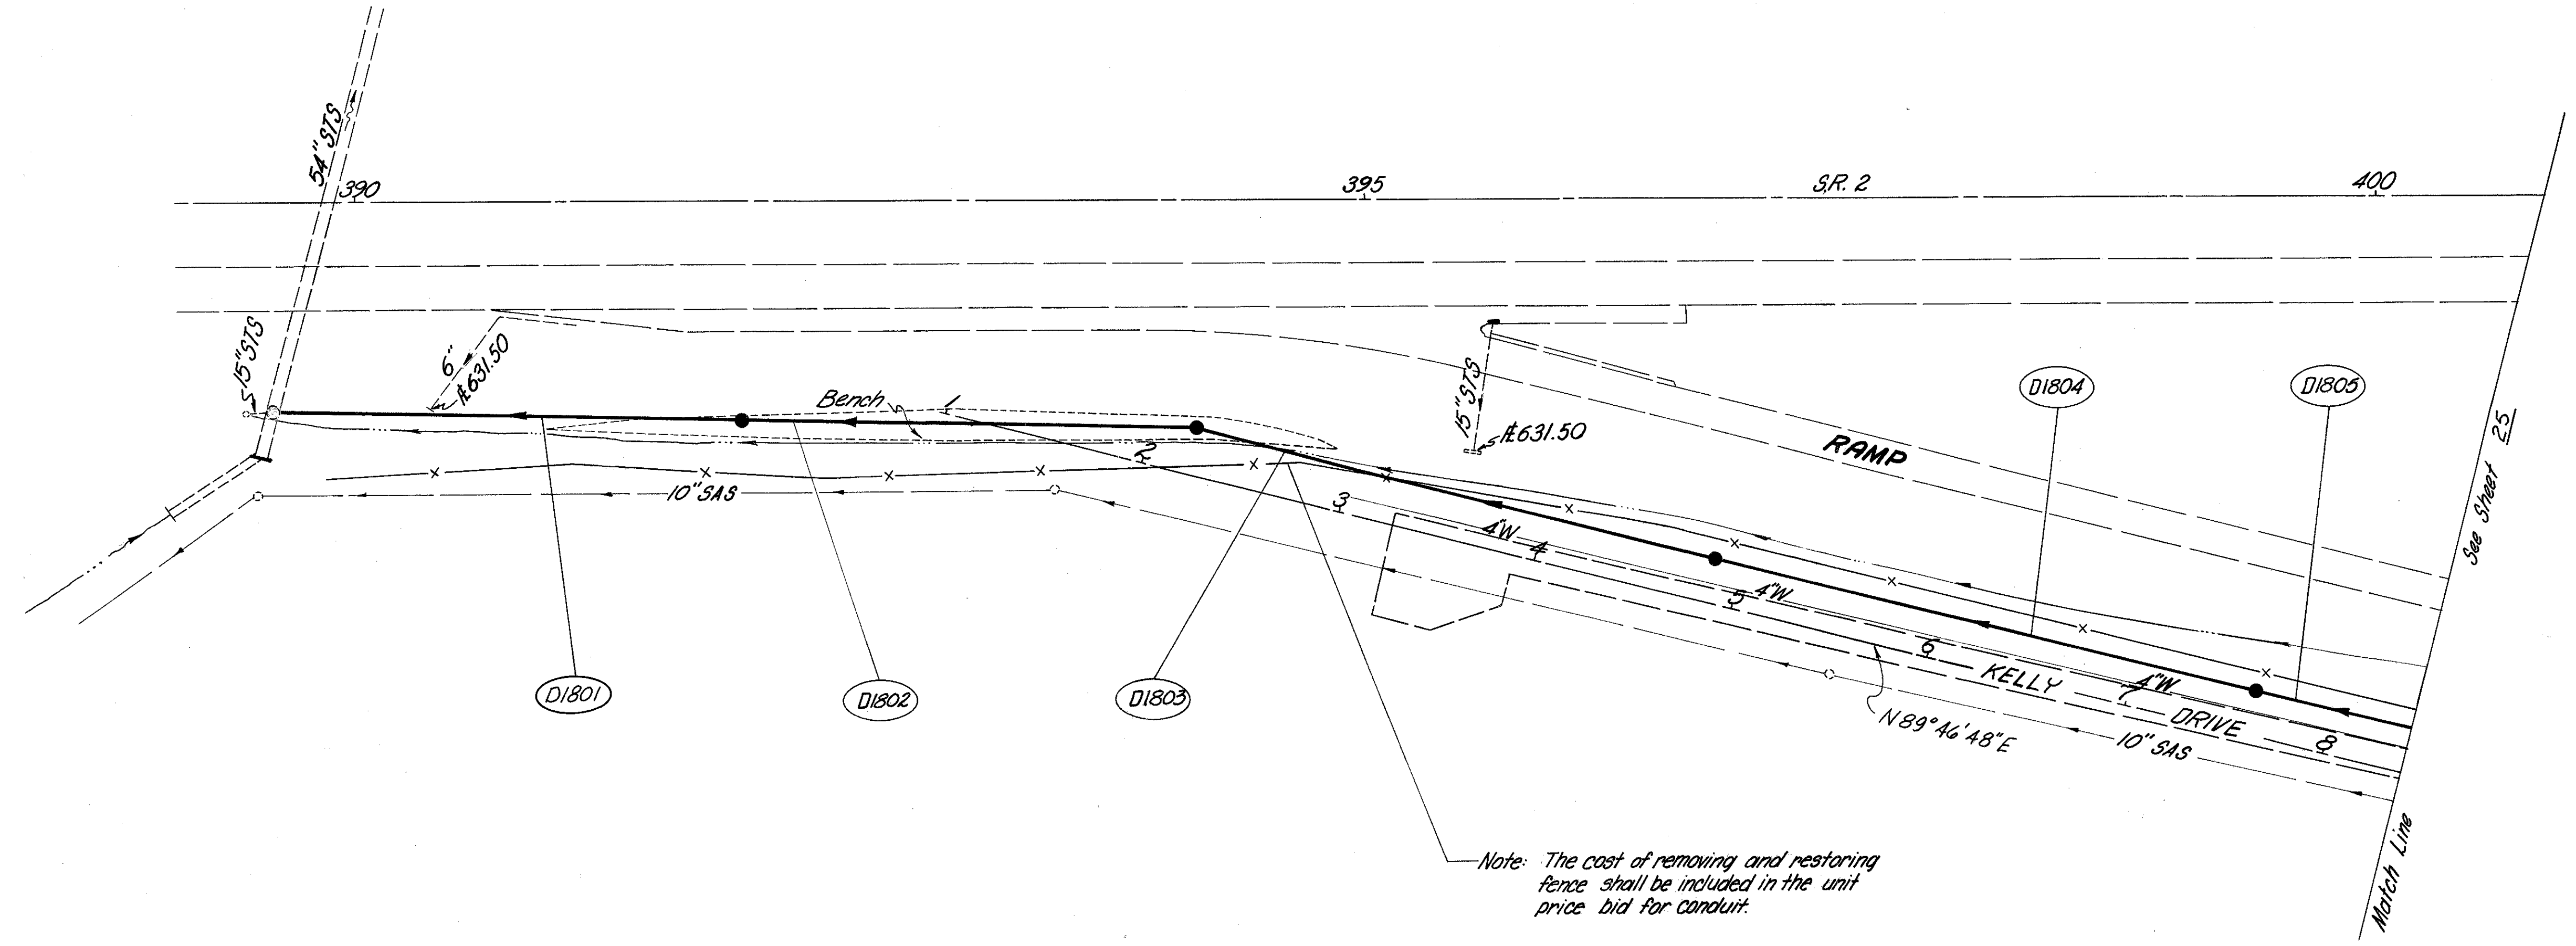 54" STS
390
395
S.R. 2
400
15" STS
6"
631.50
Bench
1
2
3
4"W
4
5
4"W
6
KELLY
7
4"W
DRIVE
8
10" SAS
10" SAS
N 89° 46' 48" E
15" STS
631.50
RAMP
D1801
D1802
D1803
D1804
D1805
See Sheet 25
Match Line
Note: The cost of removing and restoring
fence shall be included in the unit
price bid for conduit.